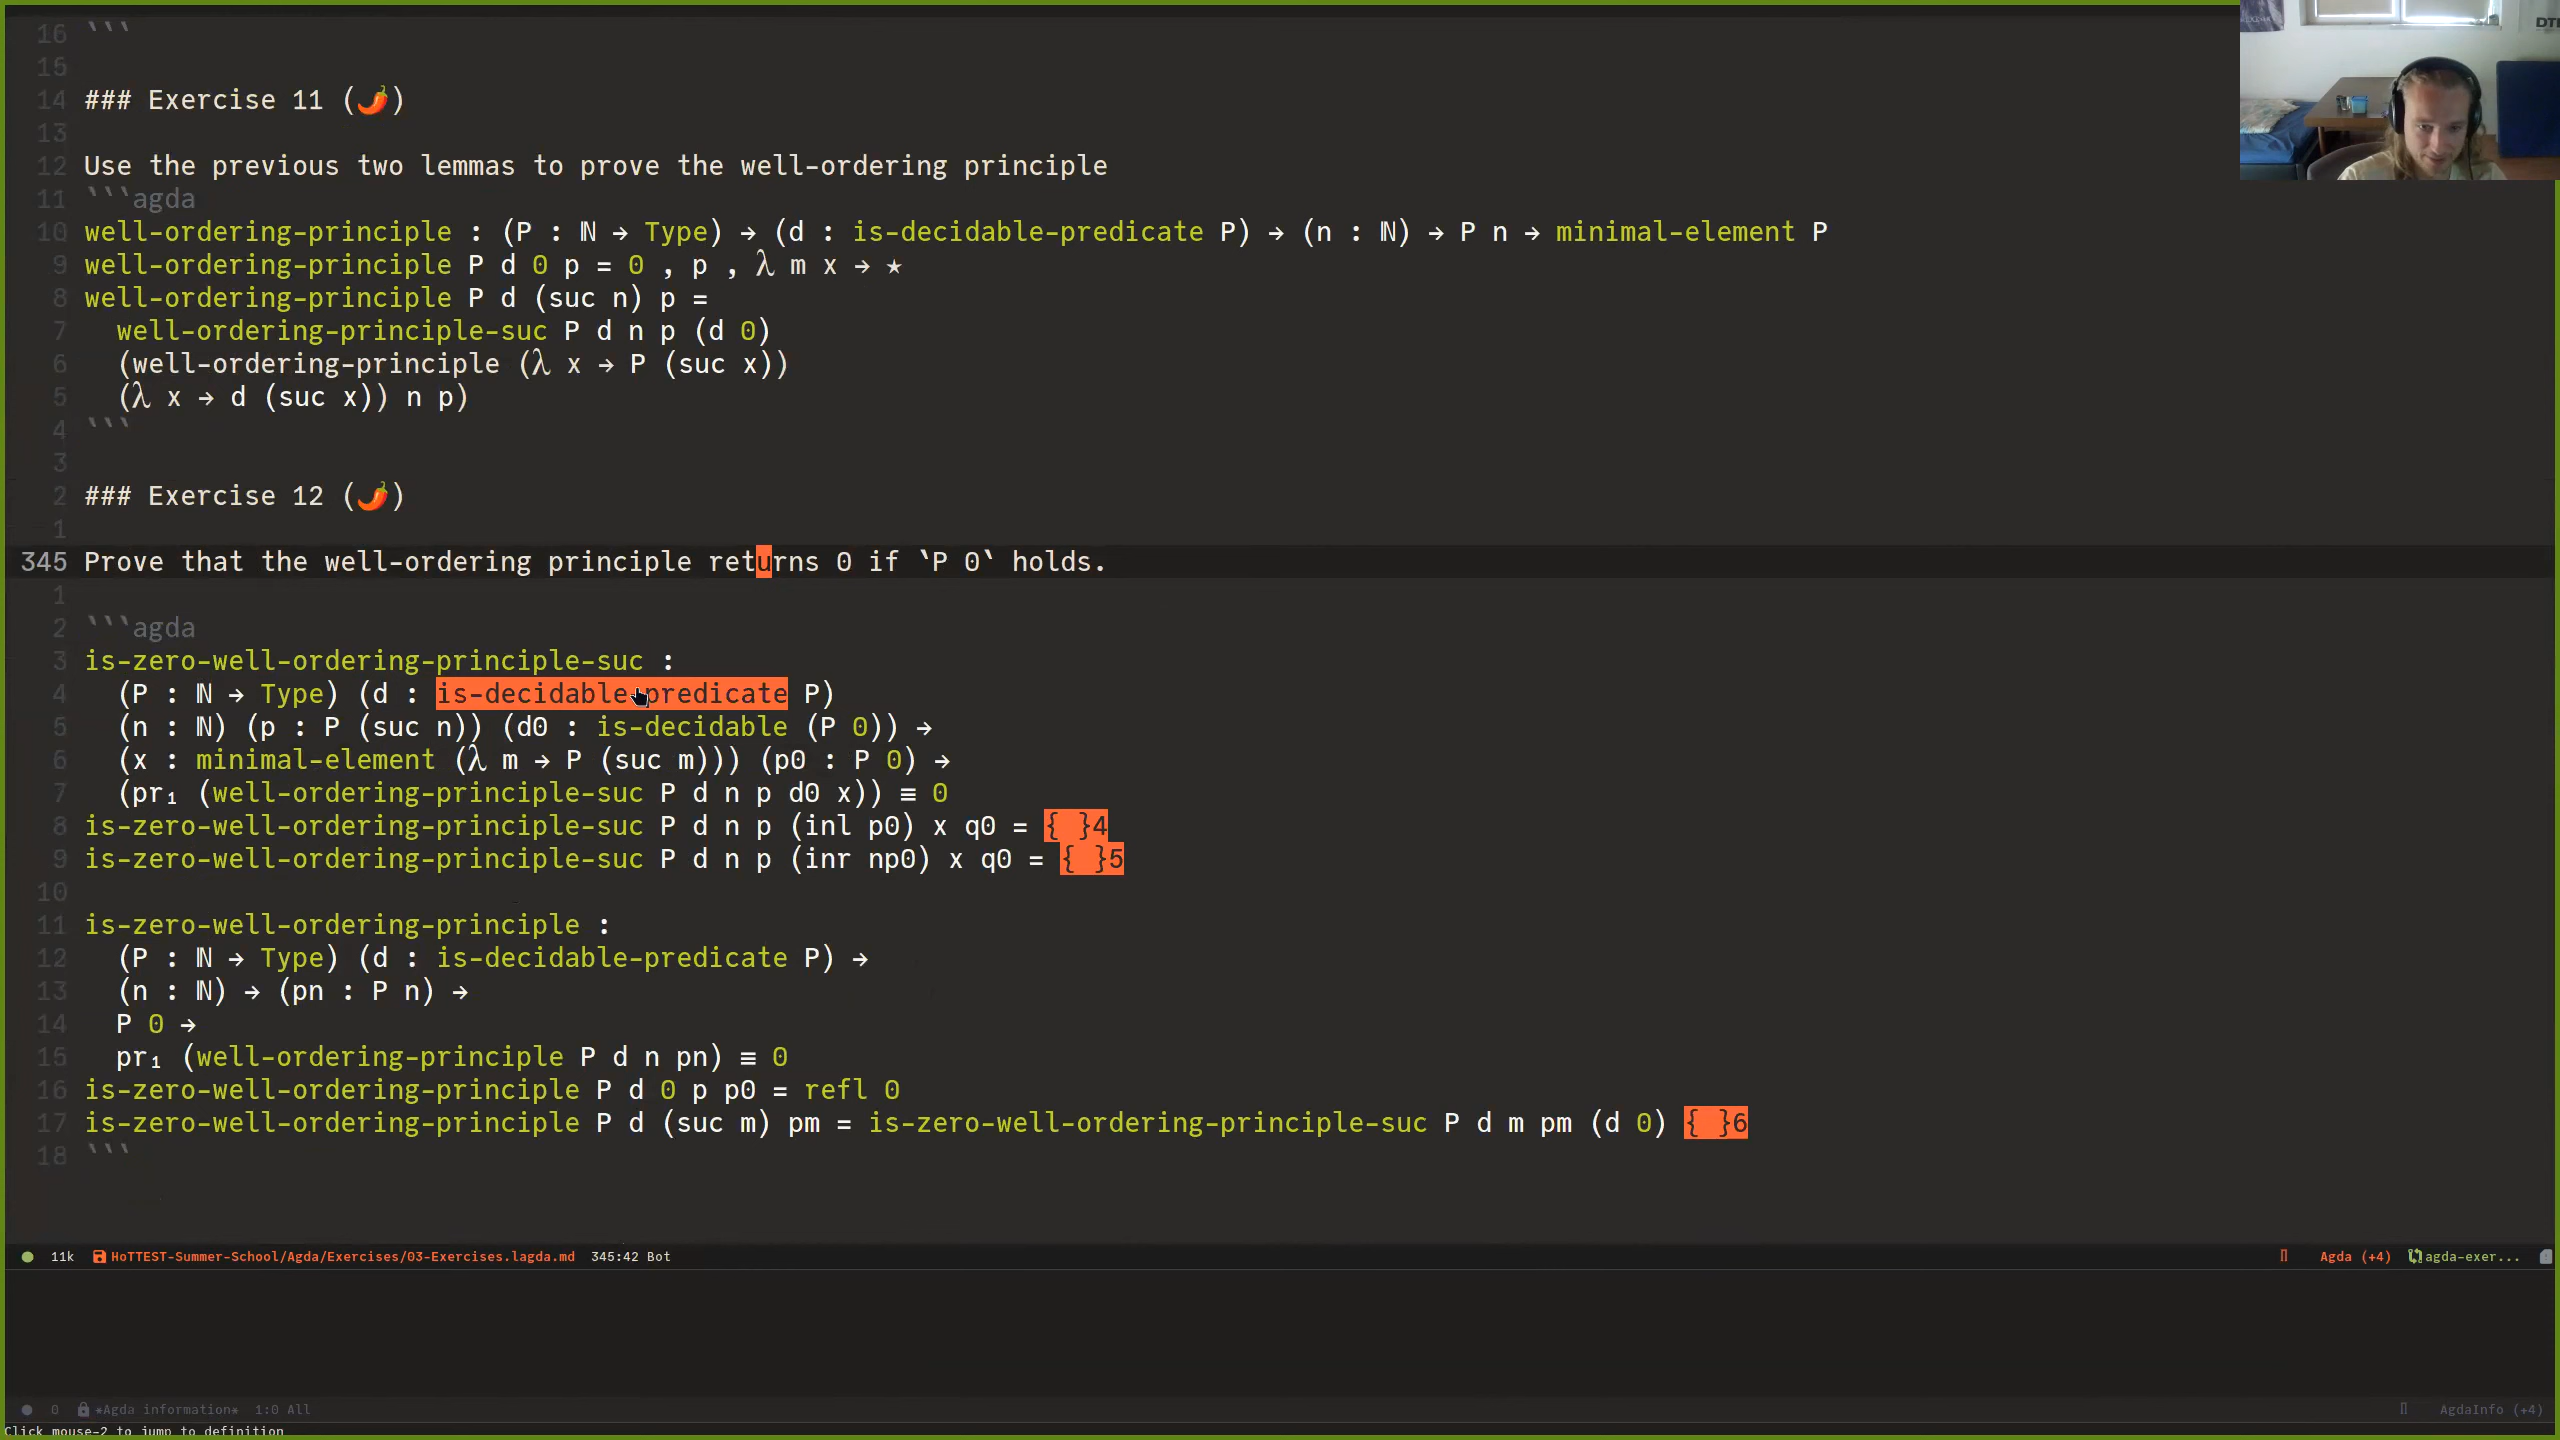 16 ```
15
14 ### Exercise 11 (🌶️)
13
12 Use the previous two lemmas to prove the well-ordering principle
11 ```agda
10 well-ordering-principle : (P : ℕ → Type) → (d : is-decidable-predicate P) → (n : ℕ) → P n → minimal-element P
9 well-ordering-principle P d 0 p = 0 , p , λ m x → ⋆
8 well-ordering-principle P d (suc n) p =
7   well-ordering-principle-suc P d n p (d 0)
6   (well-ordering-principle (λ x → P (suc x))
5   (λ x → d (suc x)) n p)
4 ```
3
2 ### Exercise 12 (🌶️)
1
345 Prove that the well-ordering principle returns 0 if `P 0` holds.
1
2 ```agda
3 is-zero-well-ordering-principle-suc :
4   (P : ℕ → Type) (d : is-decidable-predicate P)
5   (n : ℕ) (p : P (suc n)) (d0 : is-decidable (P 0)) →
6   (x : minimal-element (λ m → P (suc m))) (p0 : P 0) →
7   (pr₁ (well-ordering-principle-suc P d n p d0 x)) ≡ 0
8 is-zero-well-ordering-principle-suc P d n p (inl p0) x q0 = { }4
9 is-zero-well-ordering-principle-suc P d n p (inr np0) x q0 = { }5
10
11 is-zero-well-ordering-principle :
12   (P : ℕ → Type) (d : is-decidable-predicate P) →
13   (n : ℕ) → (pn : P n) →
14   P 0 →
15   pr₁ (well-ordering-principle P d n pn) ≡ 0
16 is-zero-well-ordering-principle P d 0 p p0 = refl 0
17 is-zero-well-ordering-principle P d (suc m) pm = is-zero-well-ordering-principle-suc P d m pm (d 0) { }6
18 ```
11k HoTTEST-Summer-School/Agda/Exercises/03-Exercises.lagda.md 345:42 Bot Agda (+4) agda-exer...
0 *Agda information* 1:0 All AgdaInfo (+4)
Click mouse-2 to jump to definition